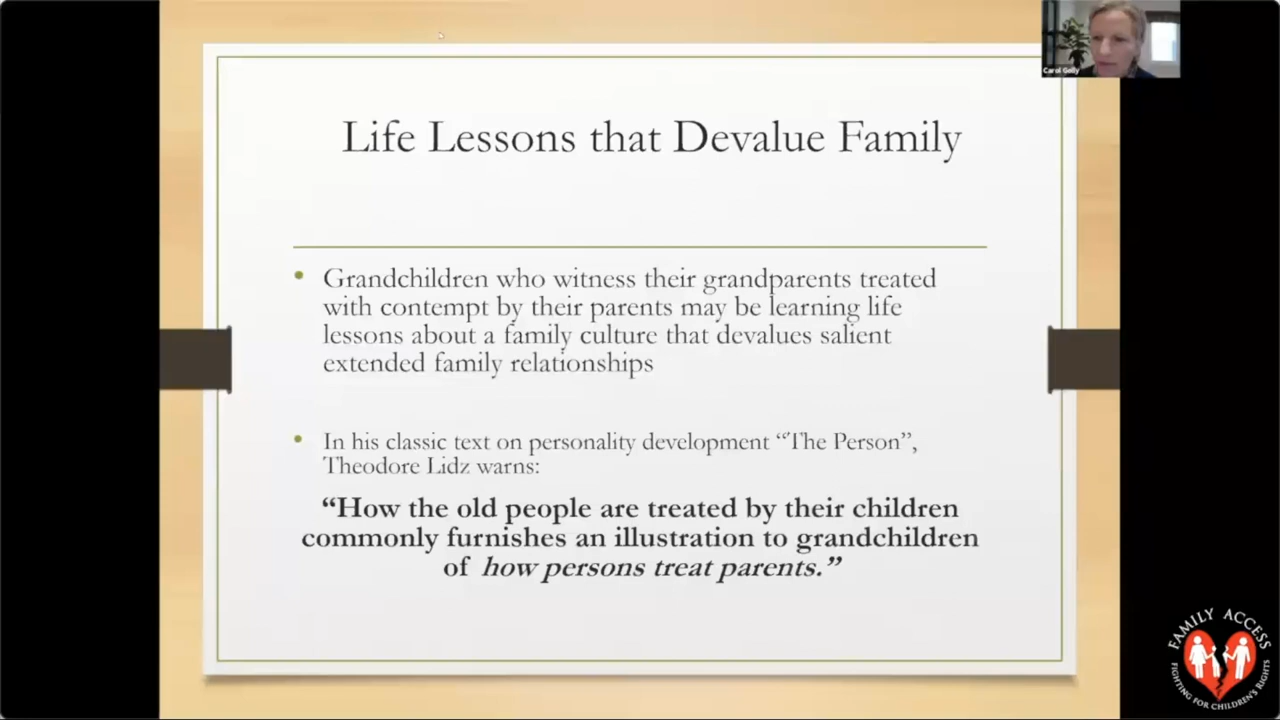 Carol Golly
Life Lessons that Devalue Family
• Grandchildren who witness their grandparents treated
with contempt by their parents may be learning life
lessons about a family culture that devalues salient
extended family relationships
• In his classic text on personality development “The Person”,
Theodore Lidz warns:
“How the old people are treated by their children
commonly furnishes an illustration to grandchildren
of how persons treat parents.”
FAMILY ACCESS
FIGHTING FOR CHILDREN'S RIGHTS